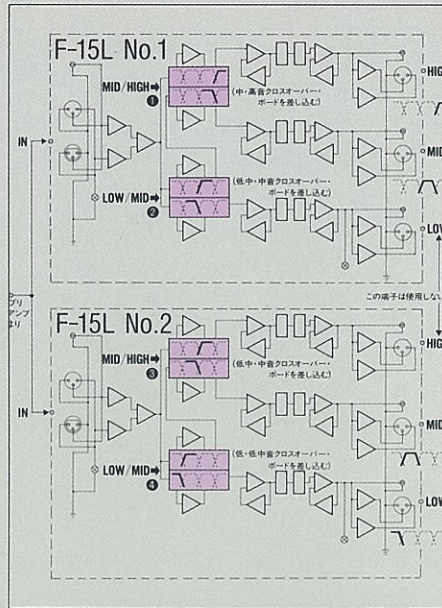 F-15L No.1
MID/HIGH
❶
(中・高音クロスオーバー・
ボードを差し込む)
HIG
IN
MID
LOW/MID
❷
(低中・中音クロスオーバー・
ボードを差し込む)
LOW
プリ
アンプ
より
この端子は使用しない
F-15L No.2
MID/HIGH
❸
(低中・中音クロスオーバー・
ボードを差し込む)
HIG
IN
MID
LOW/MID
❹
(低・低中音クロスオーバー・
ボードを差し込む)
LOW